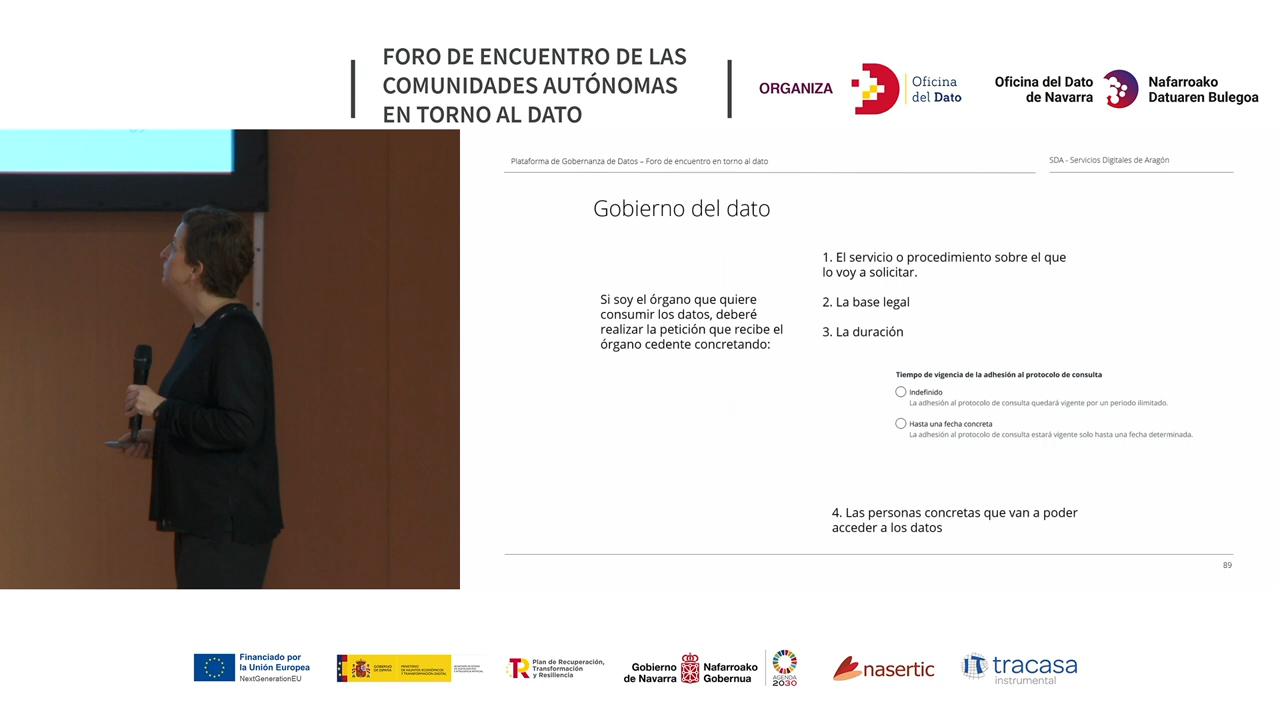 FORO DE ENCUENTRO DE LAS
COMUNIDADES AUTÓNOMAS
EN TORNO AL DATO
ORGANIZA
Oficina
del Dato
Oficina del Dato
de Navarra
Nafarroako
Datuaren Bulegoa
Plataforma de Gobernanza de Datos – Foro de encuentro en torno al dato
SDA - Servicios Digitales de Aragón
Gobierno del dato
Si soy el órgano que quiere
consumir los datos, deberé
realizar la petición que recibe el
órgano cedente concretando:
1. El servicio o procedimiento sobre el que
lo voy a solicitar.
2. La base legal
3. La duración
Tiempo de vigencia de la adhesión al protocolo de consulta
Indefinido
La adhesión al protocolo de consulta quedará vigente por un periodo ilimitado.
Hasta una fecha concreta
La adhesión al protocolo de consulta estará vigente solo hasta una fecha determinada.
4. Las personas concretas que van a poder
acceder a los datos
89
Financiado por
la Unión Europea
NextGenerationEU
Plan de Recuperación,
Transformación
y Resiliencia
Gobierno
de Navarra
Nafarroako
Gobernua
AGENDA
2030
nasertic
tracasa
instrumental